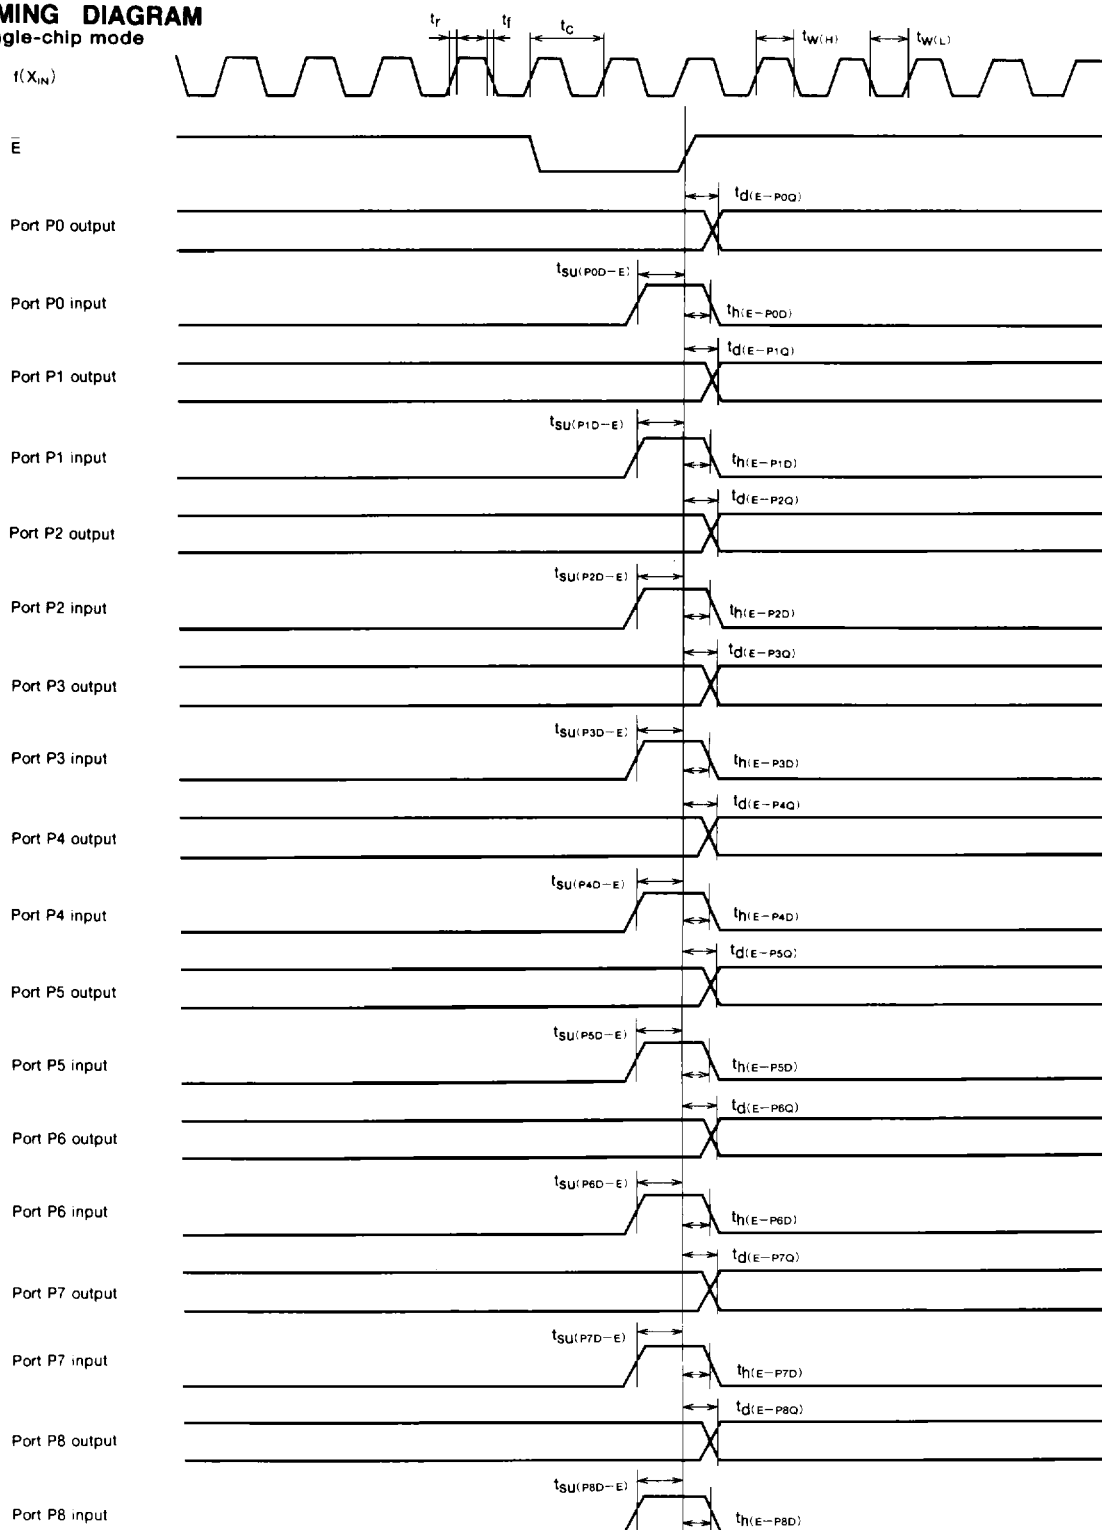 MING DIAGRAM
gle-chip mode
tr tf tC tW(H) tW(L)
f(XIN)
E̅
td(E−P0Q)
Port P0 output
tsu(P0D−E)
Port P0 input
th(E−P0D)
td(E−P1Q)
Port P1 output
tsu(P1D−E)
Port P1 input
th(E−P1D)
td(E−P2Q)
Port P2 output
tsu(P2D−E)
Port P2 input
th(E−P2D)
td(E−P3Q)
Port P3 output
tsu(P3D−E)
Port P3 input
th(E−P3D)
td(E−P4Q)
Port P4 output
tsu(P4D−E)
Port P4 input
th(E−P4D)
td(E−P5Q)
Port P5 output
tsu(P5D−E)
Port P5 input
th(E−P5D)
td(E−P6Q)
Port P6 output
tsu(P6D−E)
Port P6 input
th(E−P6D)
td(E−P7Q)
Port P7 output
tsu(P7D−E)
Port P7 input
th(E−P7D)
td(E−P8Q)
Port P8 output
tsu(P8D−E)
Port P8 input
th(E−P8D)